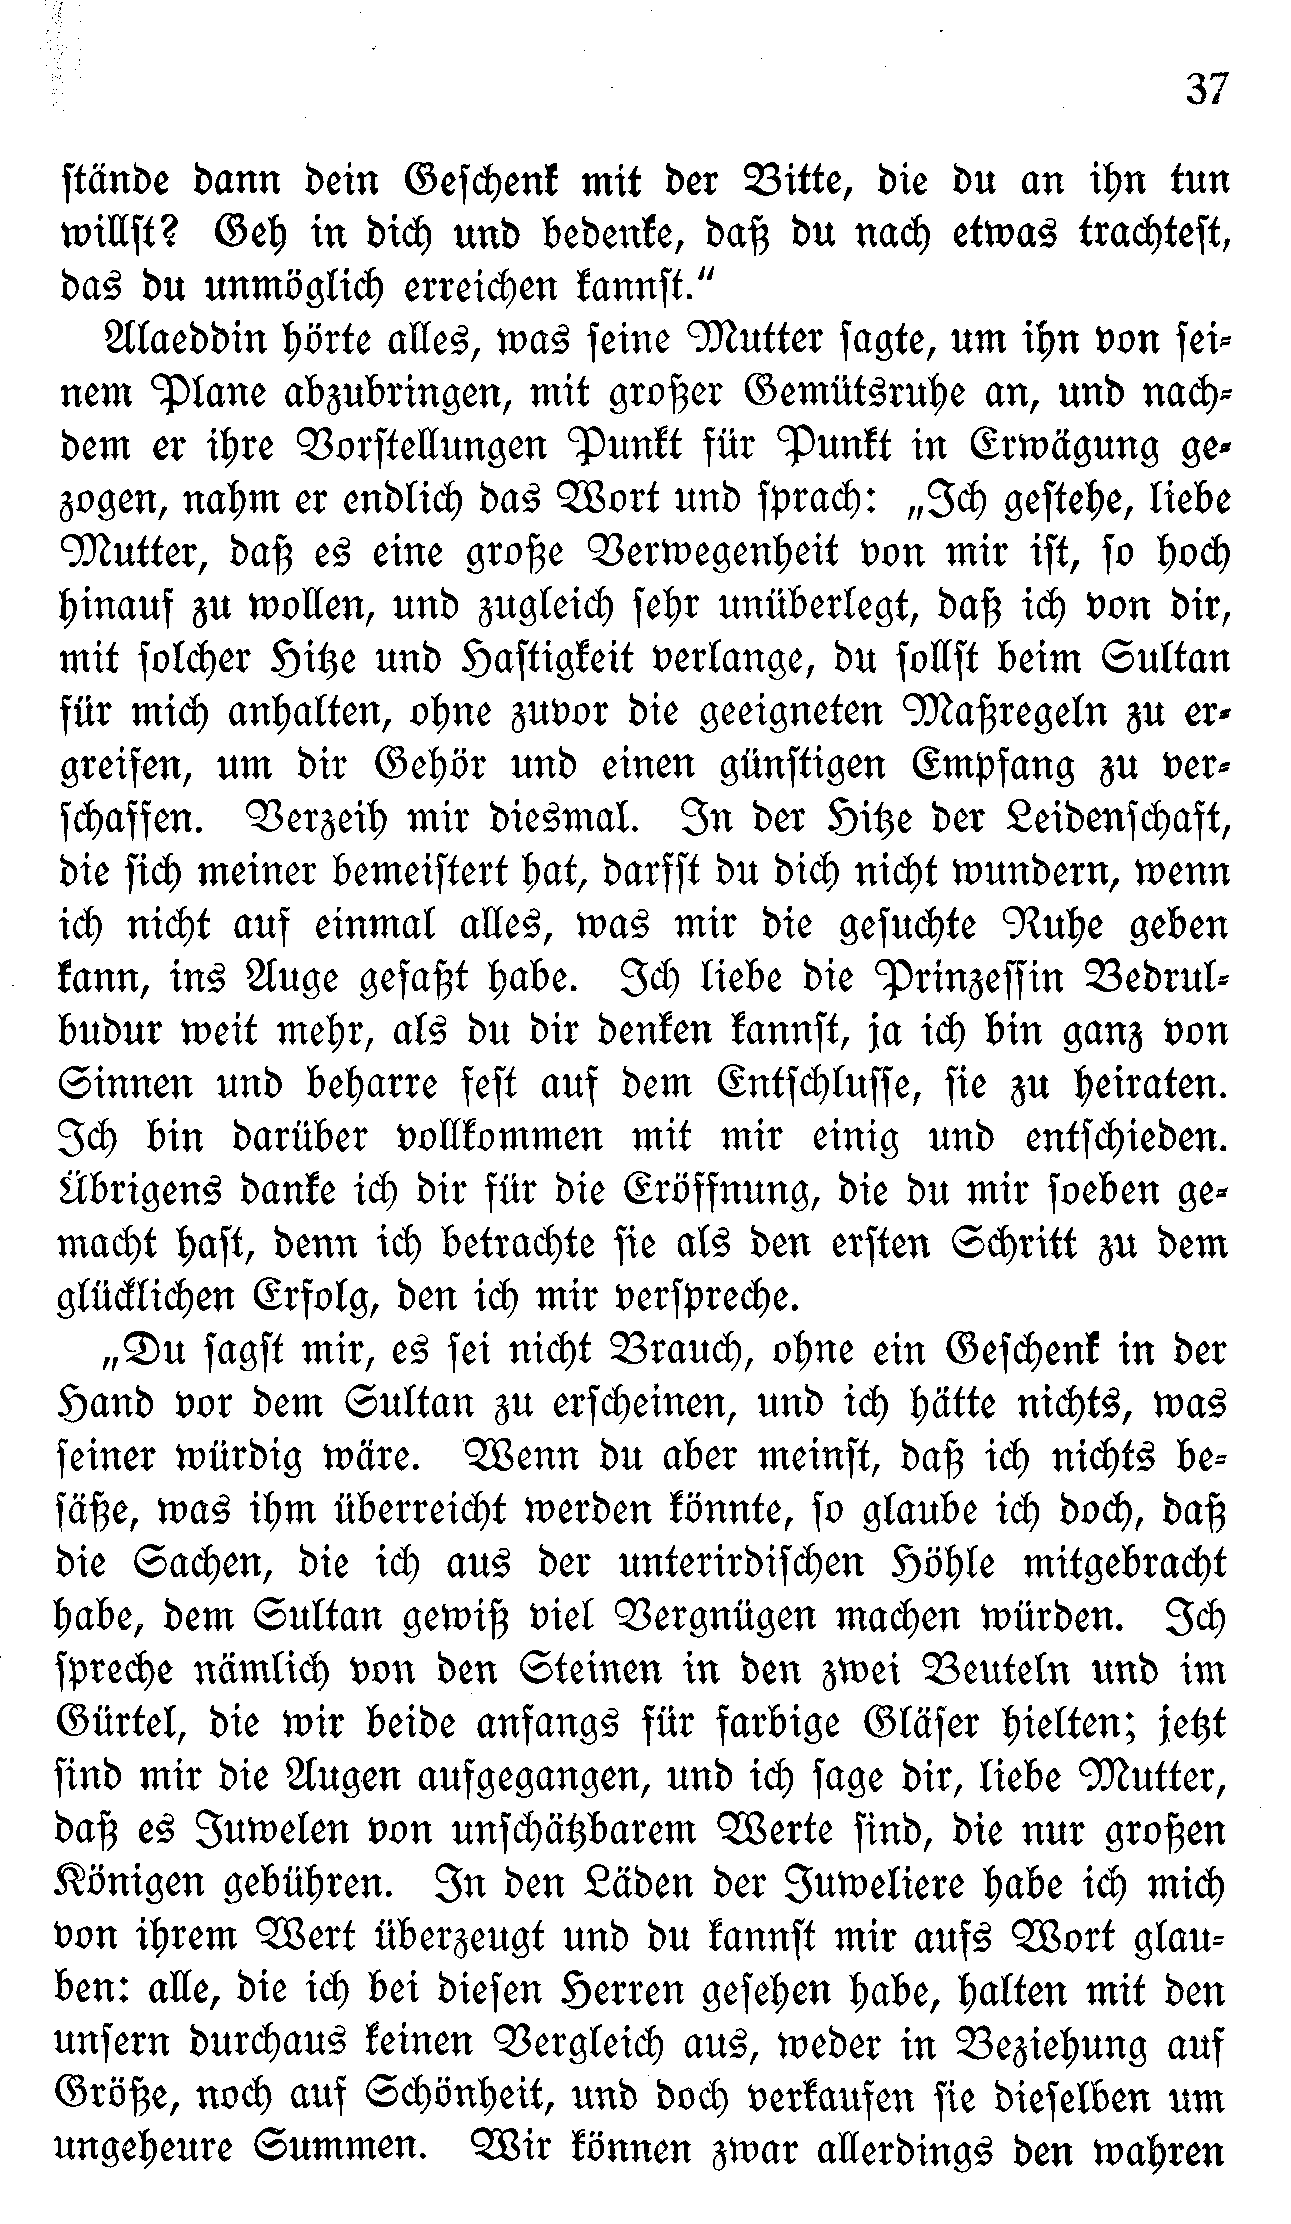 37
stände dann dein Geschenk mit der Bitte, die du an ihn tun
willst? Geh in dich und bedenke, daß du nach etwas trachtest,
das du unmöglich erreichen kannst.“
Alaeddin hörte alles, was seine Mutter sagte, um ihn von sei-
nem Plane abzubringen, mit großer Gemütsruhe an, und nach-
dem er ihre Vorstellungen Punkt für Punkt in Erwägung ge-
zogen, nahm er endlich das Wort und sprach: „Ich gestehe, liebe
Mutter, daß es eine große Verwegenheit von mir ist, so hoch
hinauf zu wollen, und zugleich sehr unüberlegt, daß ich von dir,
mit solcher Hitze und Hastigkeit verlange, du sollst beim Sultan
für mich anhalten, ohne zuvor die geeigneten Maßregeln zu er-
greifen, um dir Gehör und einen günstigen Empfang zu ver-
schaffen. Verzeih mir diesmal. In der Hitze der Leidenschaft,
die sich meiner bemeistert hat, darfst du dich nicht wundern, wenn
ich nicht auf einmal alles, was mir die gesuchte Ruhe geben
kann, ins Auge gefaßt habe. Ich liebe die Prinzessin Bedrul-
budur weit mehr, als du dir denken kannst, ja ich bin ganz von
Sinnen und beharre fest auf dem Entschlusse, sie zu heiraten.
Ich bin darüber vollkommen mit mir einig und entschieden.
Übrigens danke ich dir für die Eröffnung, die du mir soeben ge-
macht hast, denn ich betrachte sie als den ersten Schritt zu dem
glücklichen Erfolg, den ich mir verspreche.
„Du sagst mir, es sei nicht Brauch, ohne ein Geschenk in der
Hand vor dem Sultan zu erscheinen, und ich hätte nichts, was
seiner würdig wäre. Wenn du aber meinst, daß ich nichts be-
säße, was ihm überreicht werden könnte, so glaube ich doch, daß
die Sachen, die ich aus der unterirdischen Höhle mitgebracht
habe, dem Sultan gewiß viel Vergnügen machen würden. Ich
spreche nämlich von den Steinen in den zwei Beuteln und im
Gürtel, die wir beide anfangs für farbige Gläser hielten; jetzt
sind mir die Augen aufgegangen, und ich sage dir, liebe Mutter,
daß es Juwelen von unschätzbarem Werte sind, die nur großen
Königen gebühren. In den Läden der Juweliere habe ich mich
von ihrem Wert überzeugt und du kannst mir aufs Wort glau-
ben: alle, die ich bei diesen Herren gesehen habe, halten mit den
unsern durchaus keinen Vergleich aus, weder in Beziehung auf
Größe, noch auf Schönheit, und doch verkaufen sie dieselben um
ungeheure Summen. Wir können zwar allerdings den wahren